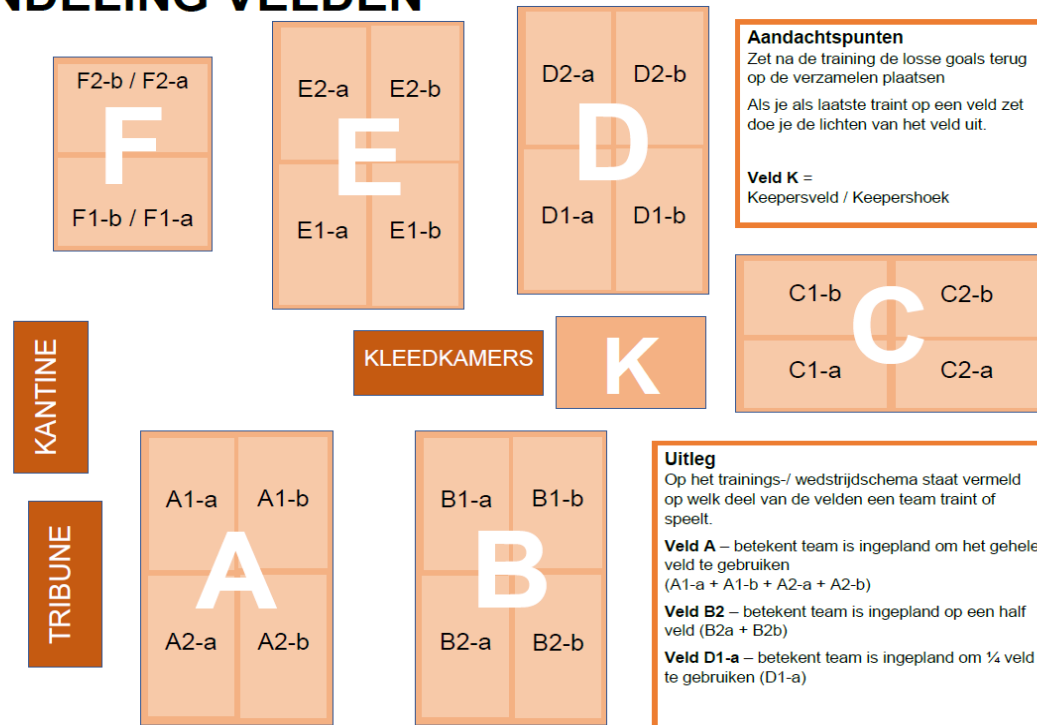 NDELING VELDEN
F2-b / F2-a
F
F1-b / F1-a
E2-a E2-b
E
E1-a E1-b
D2-a D2-b
D
D1-a D1-b
Aandachtspunten
Zet na de training de losse goals terug
op de verzamelen plaatsen
Als je als laatste traint op een veld zet
doe je de lichten van het veld uit.
Veld K =
Keepersveld / Keepershoek
C1-b C2-b
C
C1-a C2-a
KANTINE
KLEEDKAMERS
K
TRIBUNE
A1-a A1-b
A
A2-a A2-b
B1-a B1-b
B
B2-a B2-b
Uitleg
Op het trainings-/ wedstrijdschema staat vermeld
op welk deel van de velden een team traint of
speelt.
Veld A – betekent team is ingepland om het gehele
veld te gebruiken
(A1-a + A1-b + A2-a + A2-b)
Veld B2 – betekent team is ingepland op een half
veld (B2a + B2b)
Veld D1-a – betekent team is ingepland om ¼ veld
te gebruiken (D1-a)